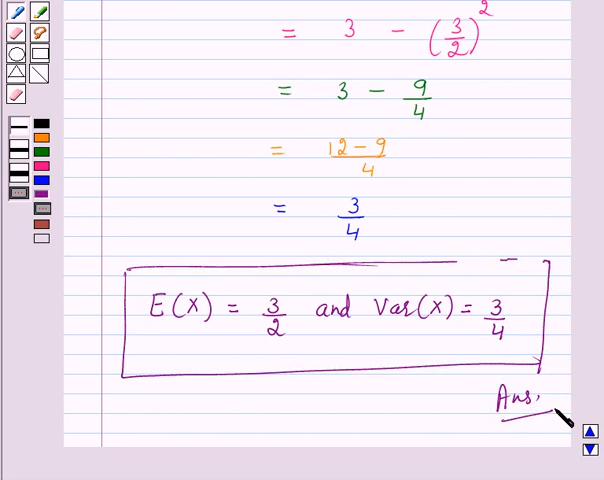 = 3 - (3/2)^2
= 3 - 9/4
= 12-9/4
= 3/4
E(X) = 3/2 and Var(X) = 3/4
Ans.